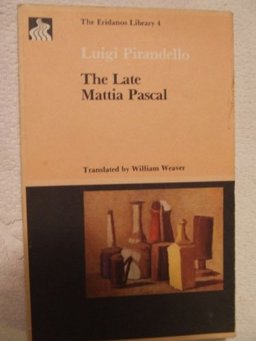 The Eridanos Library 4
Luigi Pirandello
The Late
Mattia Pascal
Translated by William Weaver